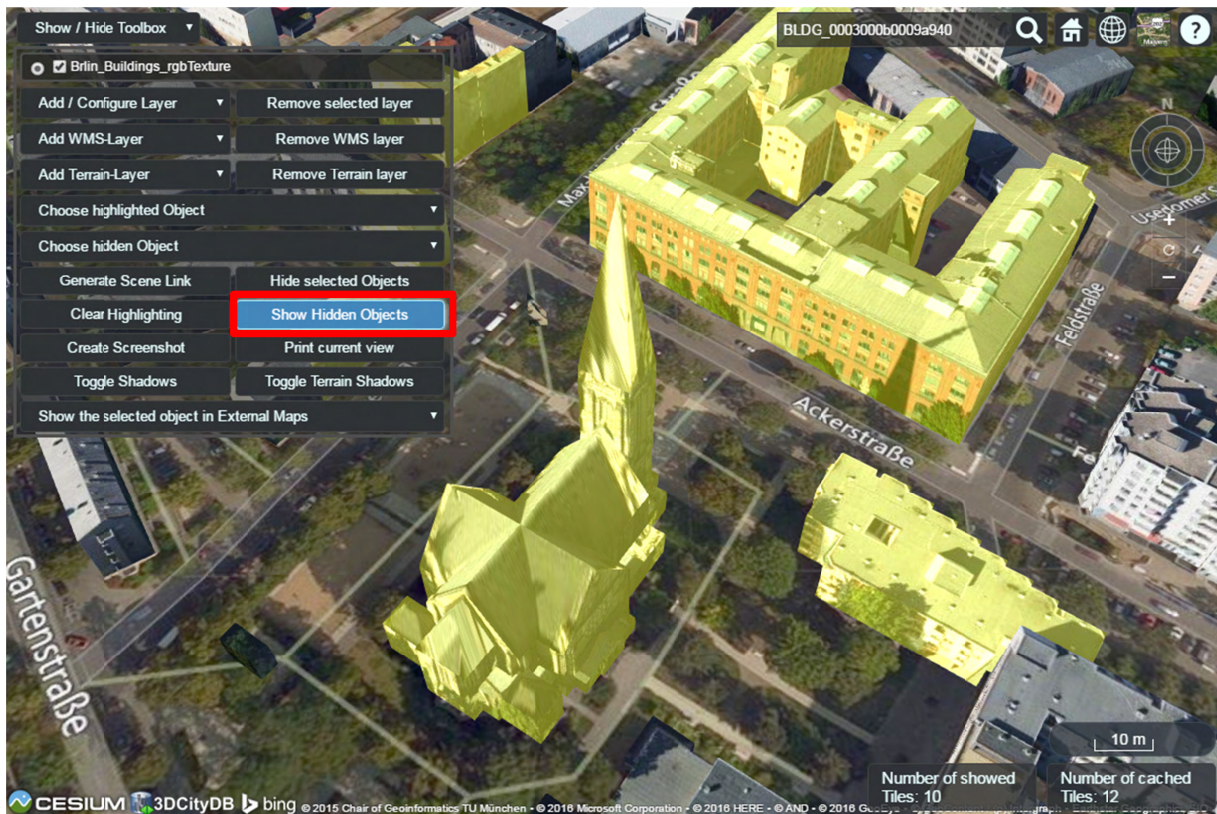 Show / Hide Toolbox
BLDG_0003000b0009a940
Brlin_Buildings_rgbTexture
Add / Configure Layer
Remove selected layer
Add WMS-Layer
Remove WMS layer
Add Terrain-Layer
Remove Terrain layer
Choose highlighted Object
Choose hidden Object
Generate Scene Link
Hide selected Objects
Clear Highlighting
Show Hidden Objects
Create Screenshot
Print current view
Toggle Shadows
Toggle Terrain Shadows
Show the selected object in External Maps
N
Straße
Usedomer
Feldstraße
Ackerstraße
Gartenstraße
10 m
Number of showed
Tiles: 10
Number of cached
Tiles: 12
CESIUM 3DCityDB bing © 2015 Chair of Geoinformatics TU München - © 2016 Microsoft Corporation - © 2016 HERE - © AND - © 2016